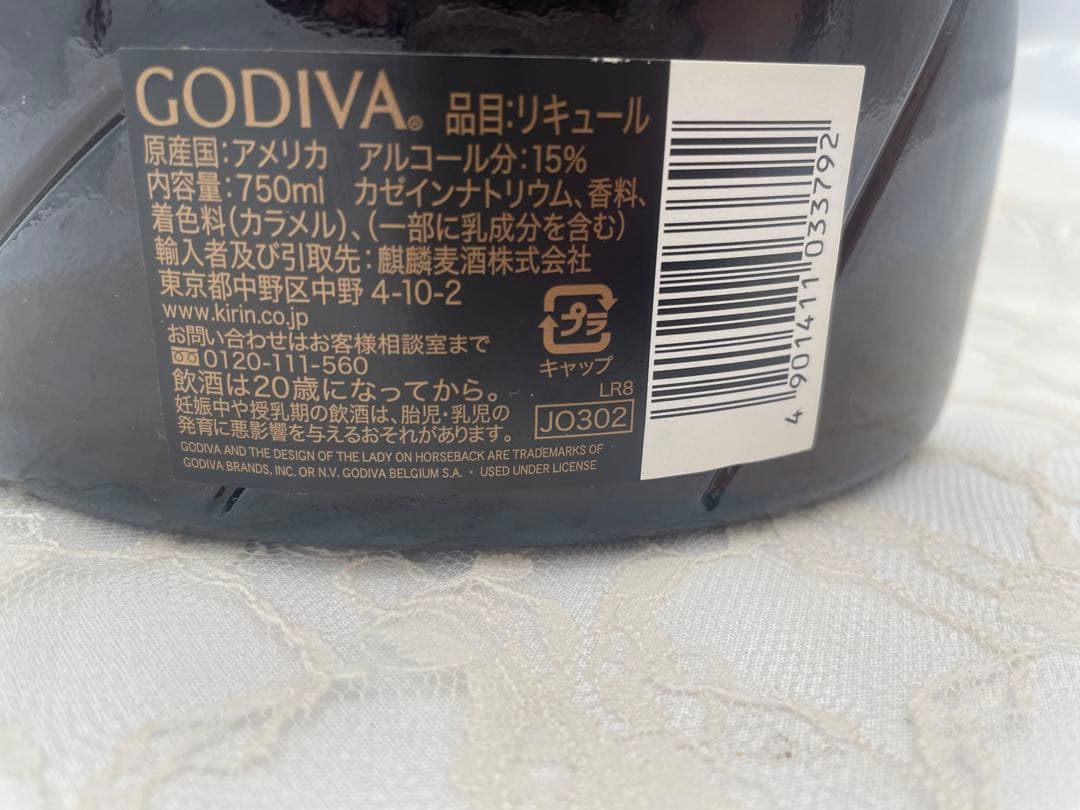 GODIVA® 品目:リキュール
原産国:アメリカ アルコール分:15%
内容量:750ml カゼインナトリウム、香料、
着色料(カラメル)、(一部に乳成分を含む)
輸入者及び引取先:麒麟麦酒株式会社
東京都中野区中野 4-10-2
www.kirin.co.jp
お問い合わせはお客様相談室まで
0120-111-560
飲酒は20歳になってから。
妊娠中や授乳期の飲酒は、胎児・乳児の
発育に悪影響を与えるおそれがあります。
プラ
キャップ
LR8
JO302
GODIVA AND THE DESIGN OF THE LADY ON HORSEBACK ARE TRADEMARKS OF
GODIVA BRANDS, INC. OR N.V. GODIVA BELGIUM S.A. • USED UNDER LICENSE
4 901411 033792